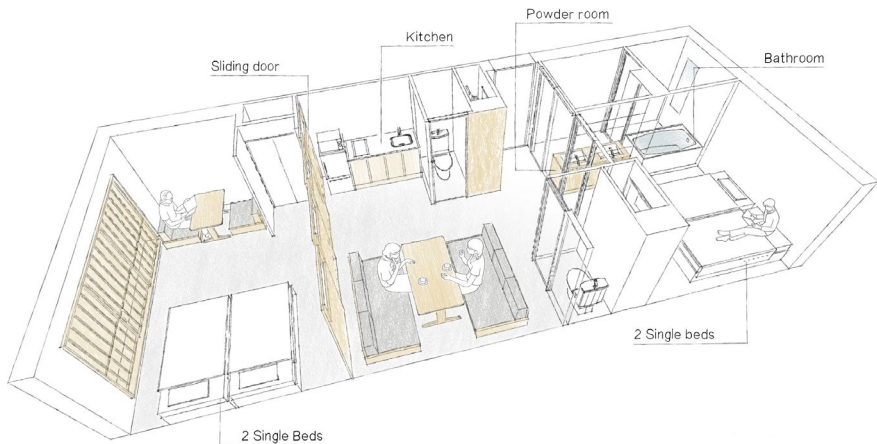 Powder room
Kitchen
Bathroom
Sliding door
2 Single beds
2 Single Beds